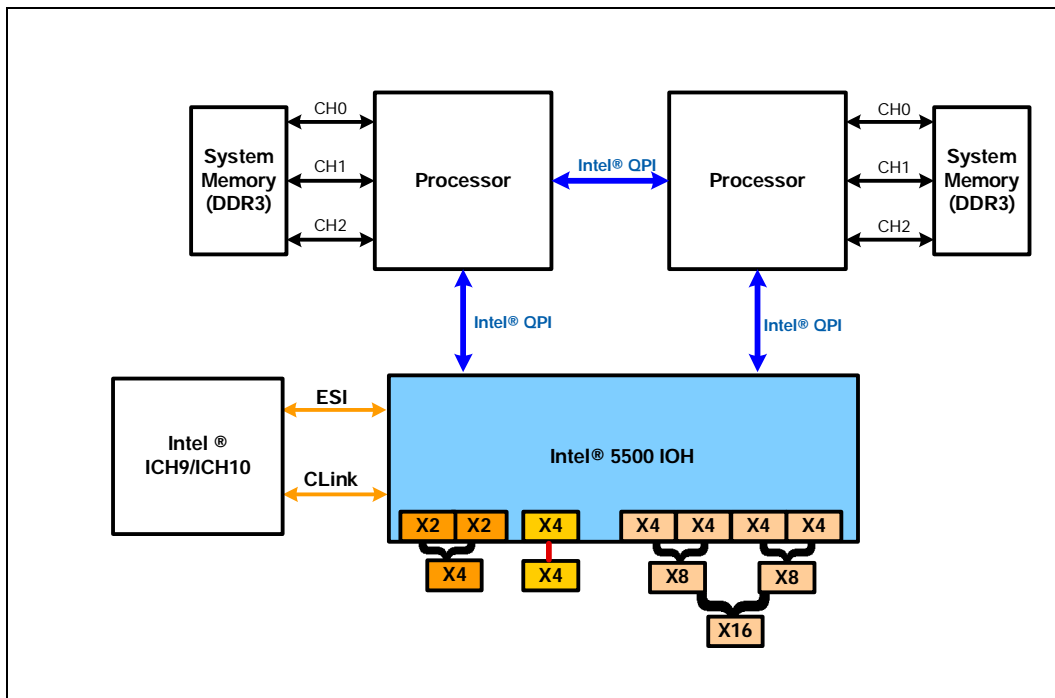 CH0
CH1
CH2
System
Memory
(DDR3)
Processor
Intel® QPI
Processor
CH0
CH1
CH2
System
Memory
(DDR3)
Intel® QPI
Intel® QPI
Intel ®
ICH9/ICH10
ESI
CLink
Intel® 5500 IOH
X2 X2 X4 X4 X4 X4 X4
X4 X4 X8 X8
X16